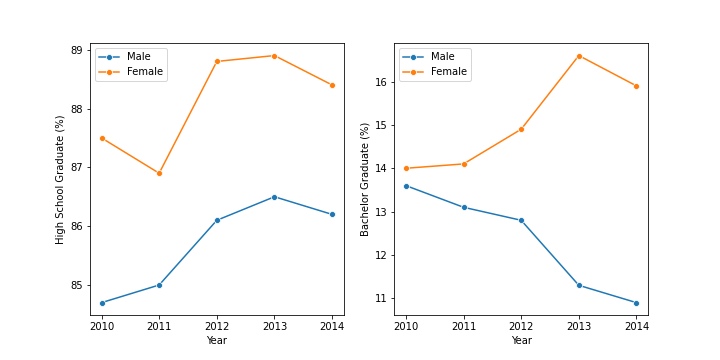 Male
Female
High School Graduate (%)
89
88
87
86
85
2010 2011 2012 2013 2014
Year
Male
Female
Bachelor Graduate (%)
16
15
14
13
12
11
2010 2011 2012 2013 2014
Year